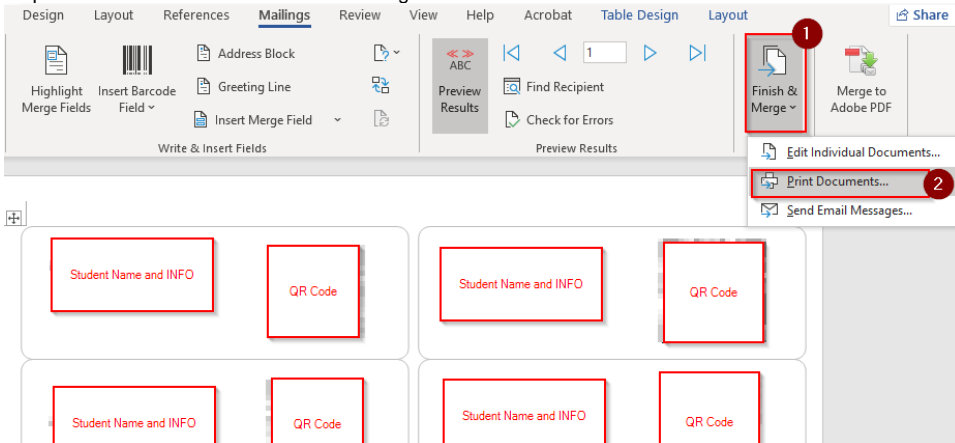 Design Layout References Mailings Review View Help Acrobat Table Design Layout Share
1
Highlight Merge Fields
Insert Barcode Field
Address Block
Greeting Line
Insert Merge Field
Write & Insert Fields
ABC
Preview Results
1
Find Recipient
Check for Errors
Preview Results
Finish & Merge
Merge to Adobe PDF
Edit Individual Documents...
Print Documents... 2
Send Email Messages...
Student Name and INFO QR Code Student Name and INFO QR Code
Student Name and INFO QR Code Student Name and INFO QR Code